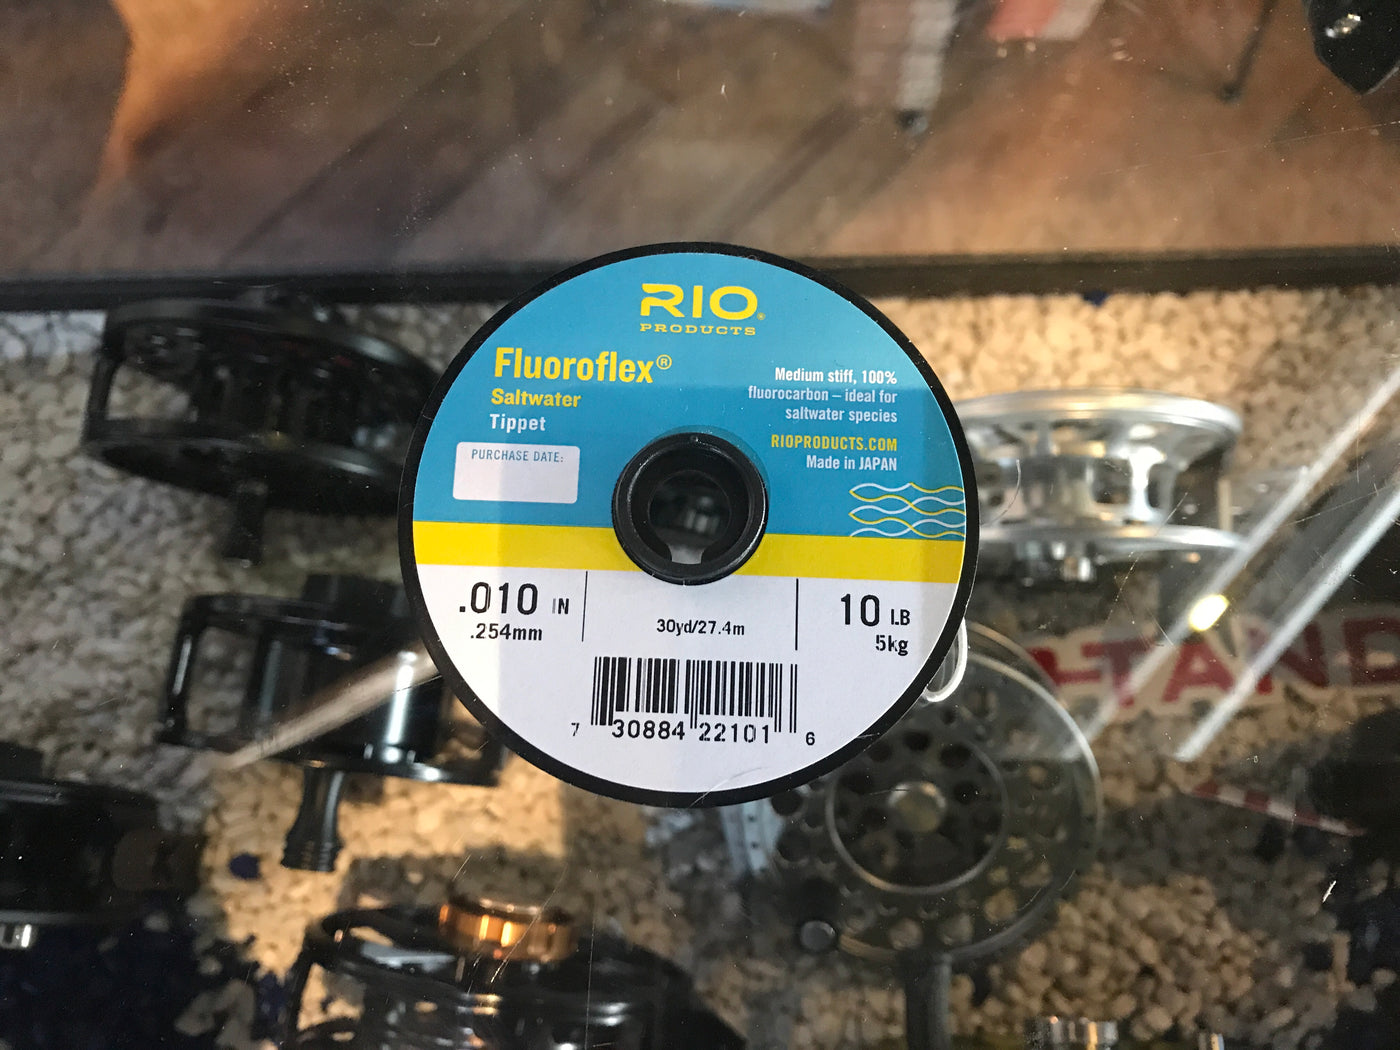 RIO®
PRODUCTS
Fluoroflex®
Saltwater
Tippet
PURCHASE DATE:
Medium stiff, 100%
fluorocarbon – ideal for
saltwater species
RIOPRODUCTS.COM
Made in JAPAN
.010 IN
.254mm
30yd/27.4m
10 LB
5kg
7 30884 22101 6